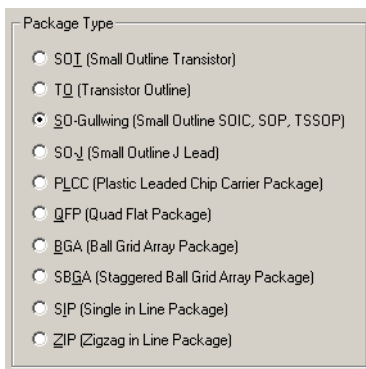 Package Type
SOT (Small Outline Transistor)
TO (Transistor Outline)
SO-Gullwing (Small Outline SOIC, SOP, TSSOP)
SO-J (Small Outline J Lead)
PLCC (Plastic Leaded Chip Carrier Package)
QFP (Quad Flat Package)
BGA (Ball Grid Array Package)
SBGA (Staggered Ball Grid Array Package)
SIP (Single in Line Package)
ZIP (Zigzag in Line Package)